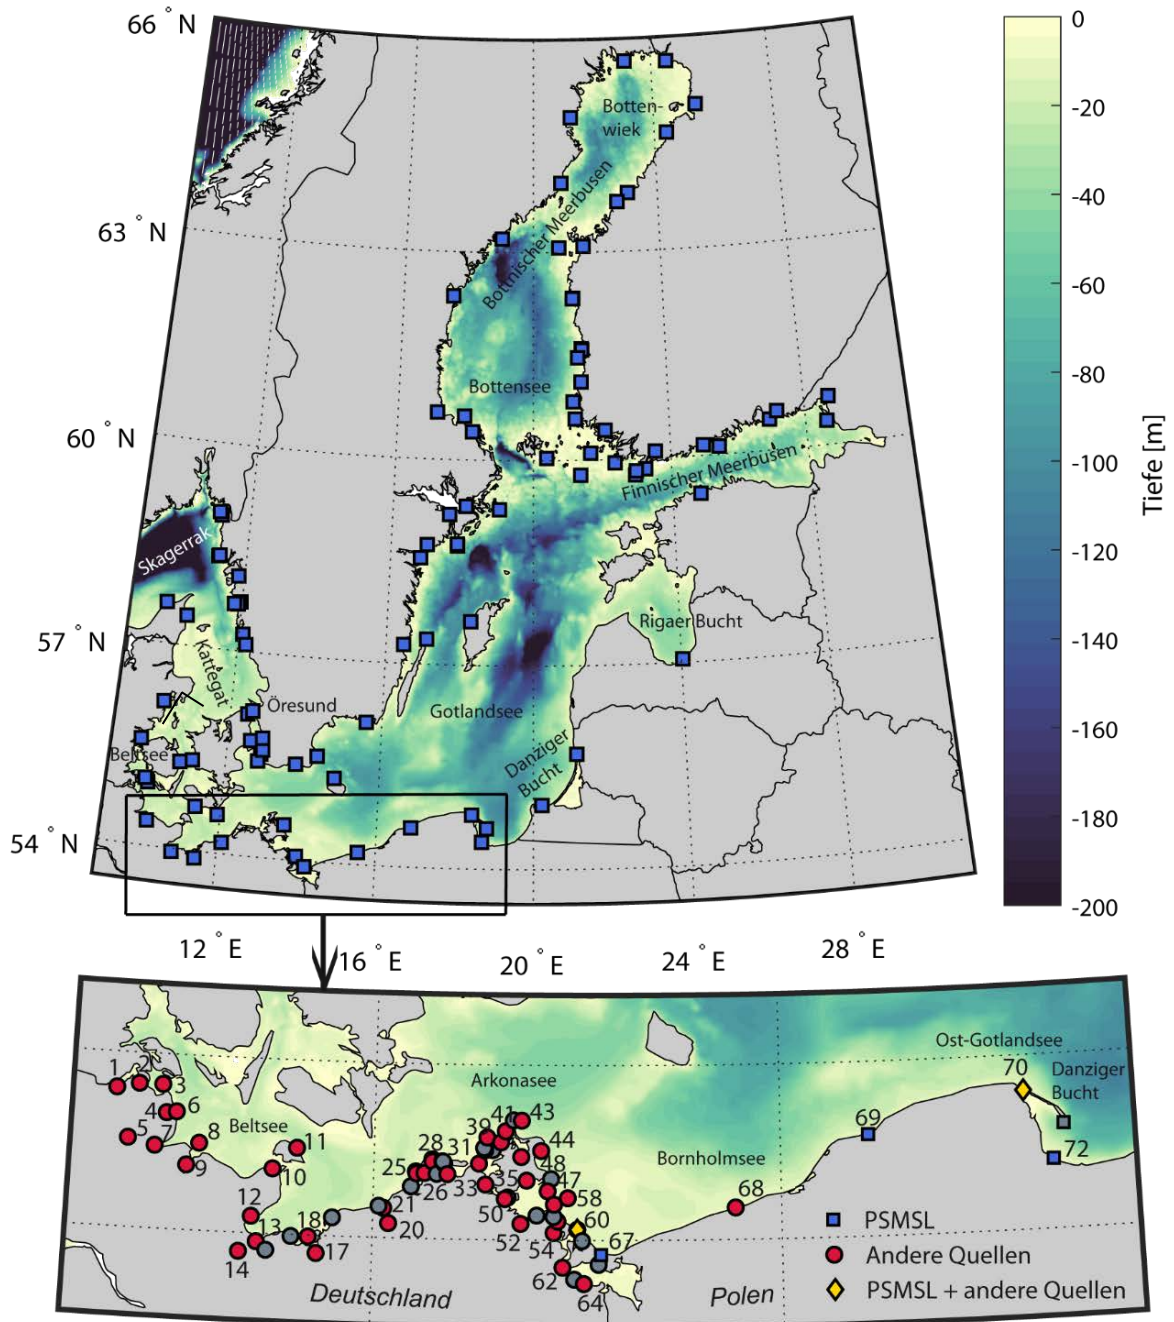 66 °N
63 °N
60 °N
57 °N
54 °N
12 °E
16 °E
20 °E
24 °E
28 °E
0
-20
-40
-60
-80
-100
-120
-140
-160
-180
-200
Tiefe [m]
Botten-
wiek
Bottnischer Meerbusen
Bottensee
Finnischer Meerbusen
Skagerrak
Kattegat
Rigaer Bucht
Öresund
Gotlandsee
Beltsee
Danziger
Bucht
Ost-Gotlandsee
70
Danziger
Bucht
Arkonasee
1
2
3
4
6
5
7
8
9
Beltsee
11
10
12
13
14
18
17
21
20
25
28
26
31
33
39
41
43
44
35
48
47
50
58
52
54
60
67
62
64
Bornholmsee
68
69
72
PSMSL
Andere Quellen
PSMSL + andere Quellen
Deutschland
Polen